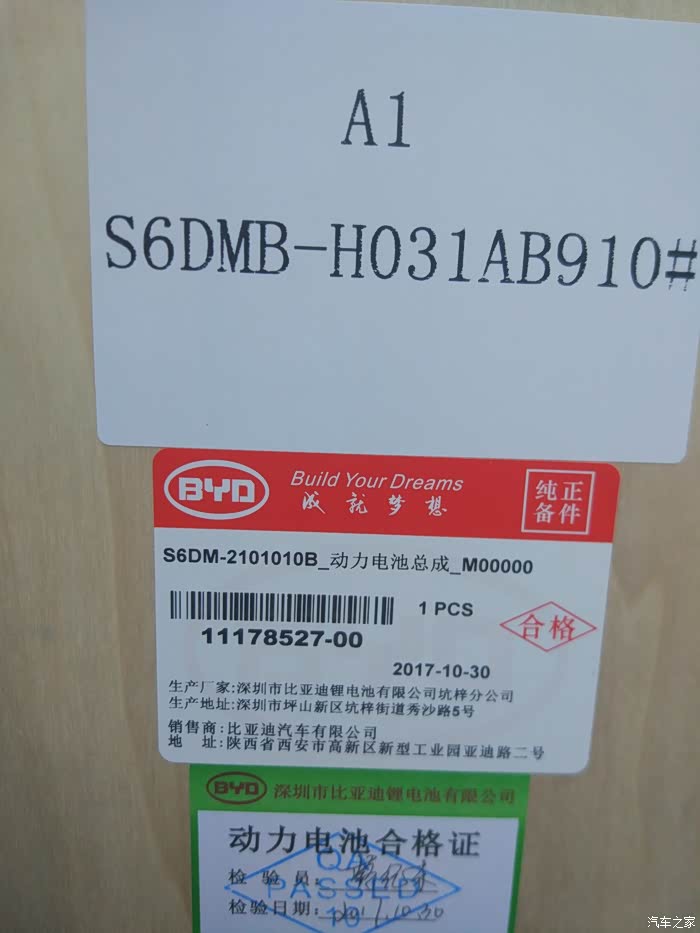 A1
S6DMB-H031AB910#
BYD
Build Your Dreams
成就梦想
纯正
备件
S6DM-2101010B_动力电池总成_M00000
1 PCS
合格
11178527-00
2017-10-30
生产厂家:深圳市比亚迪锂电池有限公司坑梓分公司
生产地址:深圳市坪山新区坑梓街道秀沙路5号
销售商:比亚迪汽车有限公司
地 址:陕西省西安市高新区新型工业园亚迪路二号
BYD 深圳市比亚迪锂电池有限公司
动力电池合格证
QA
检 验 员:
PASSED
检验日期: 2017.10.30
10
汽车之家